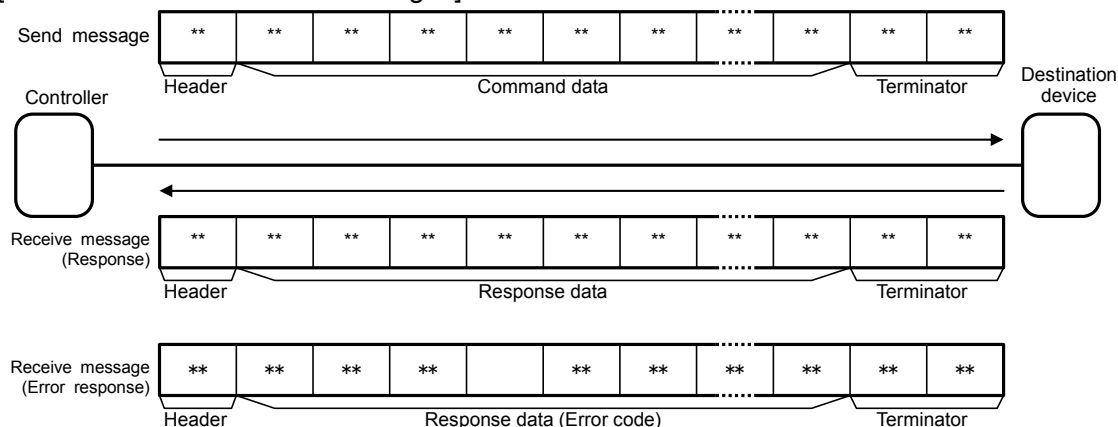 Send message ** ** ** ** ** ** ** ** ** ** **
Header Command data Terminator
Controller
Destination
device
Receive message
(Response)
** ** ** ** ** ** ** ** ** ** **
Header Response data Terminator
Receive message
(Error response)
** ** ** ** ** ** ** ** ** **
Header Response data (Error code) Terminator